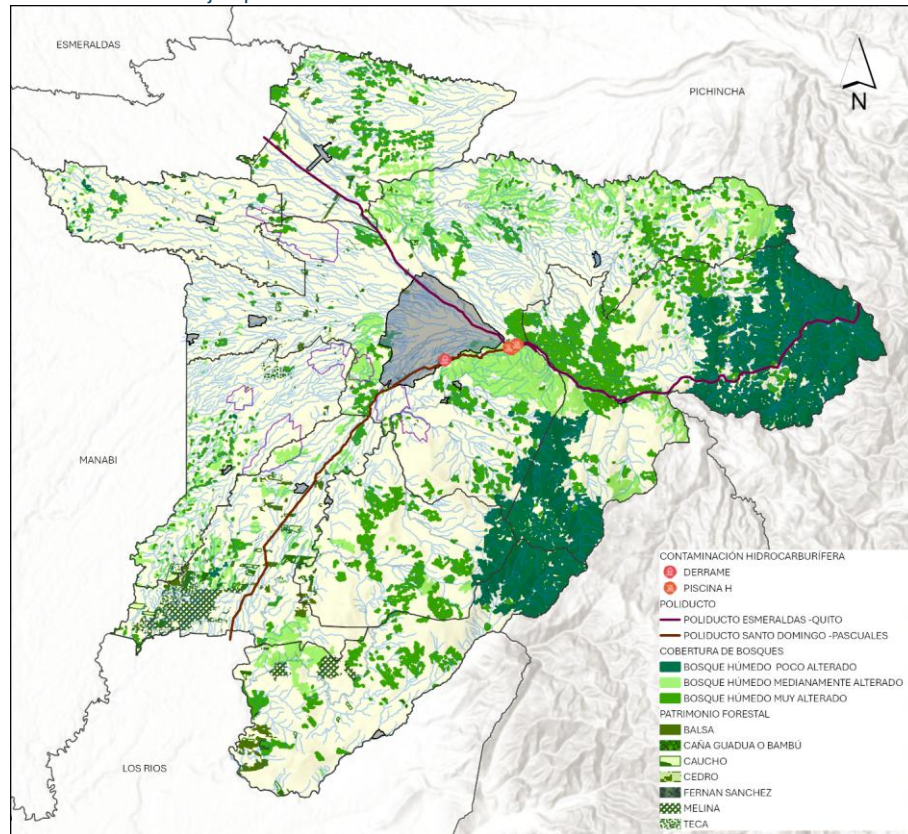 ESMERALDAS
PICHINCHA
N
MANABI
LOS RIOS
CONTAMINACIÓN HIDROCARBURÍFERA
DERRAME
PISCINA H
POLIDUCTO
POLIDUCTO ESMERALDAS -QUITO
POLIDUCTO SANTO DOMINGO -PASCUALES
COBERTURA DE BOSQUES
BOSQUE HÚMEDO POCO ALTERADO
BOSQUE HÚMEDO MEDIANAMENTE ALTERADO
BOSQUE HÚMEDO MUY ALTERADO
PATRIMONIO FORESTAL
BALSA
CAÑA GUADUA O BAMBÚ
CAUCHO
CEDRO
FERNAN SANCHEZ
MELINA
TECA